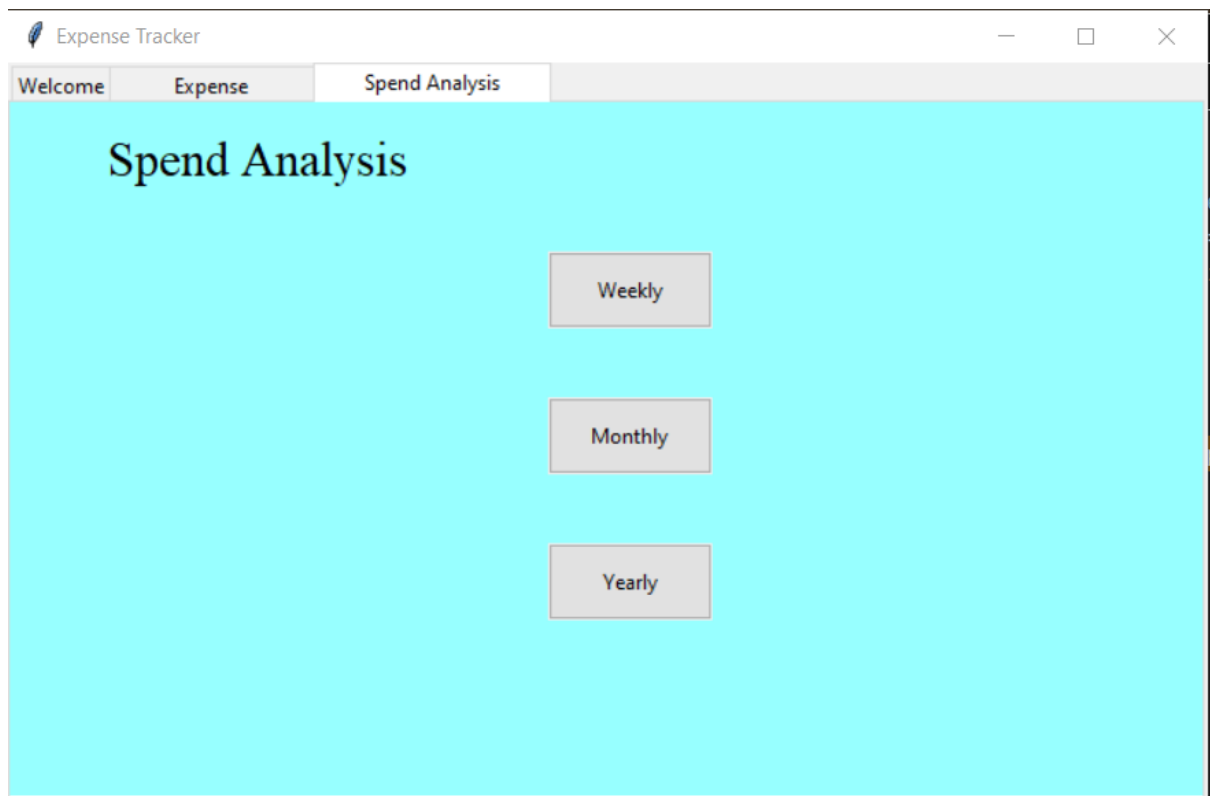 Expense Tracker
Welcome Expense Spend Analysis
Spend Analysis
Weekly
Monthly
Yearly